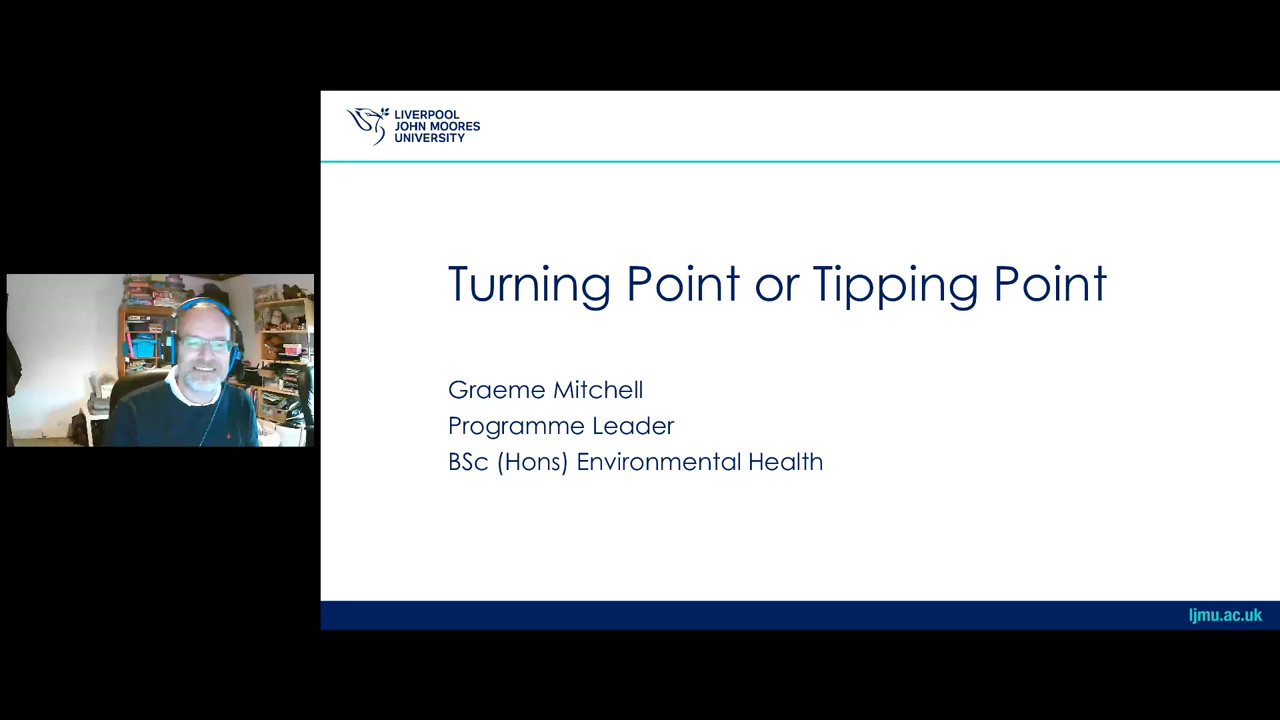 LIVERPOOL
JOHN MOORES
UNIVERSITY
Turning Point or Tipping Point
Graeme Mitchell
Programme Leader
BSc (Hons) Environmental Health
ljmu.ac.uk